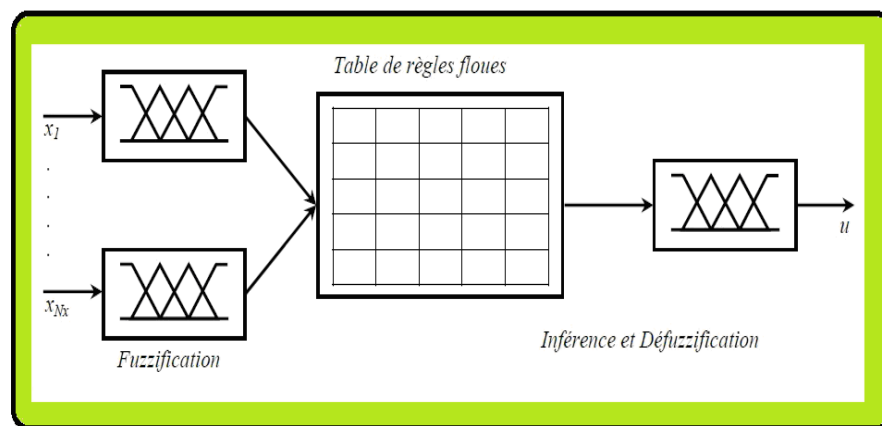 Table de règles floues
x1
.
.
.
.
xNx
Fuzzification
u
Inférence et Défuzzification